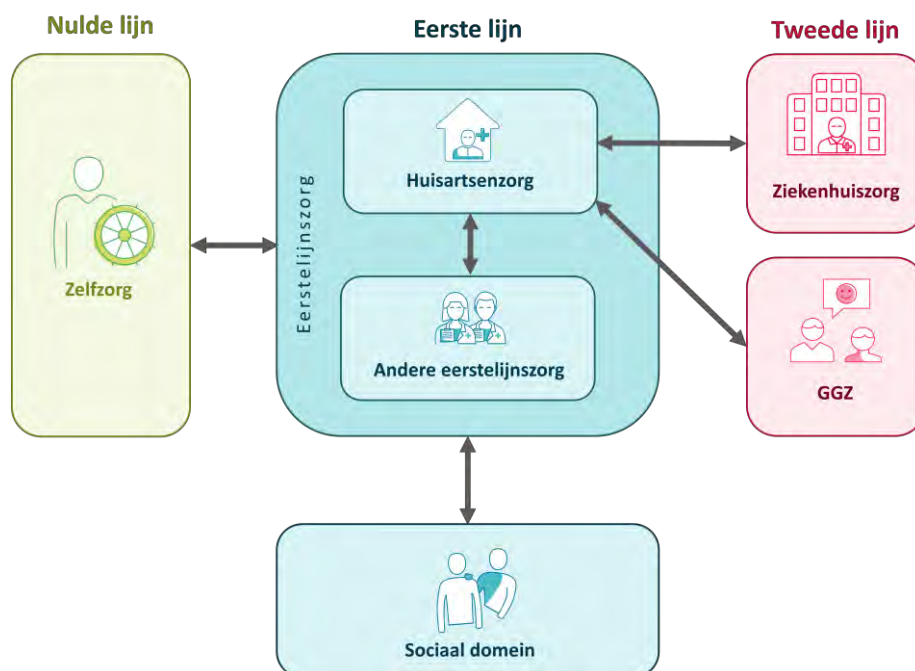 Nulde lijn
Eerste lijn
Tweede lijn
Zelfzorg
Eerstelijnszorg
Huisartsenzorg
Andere eerstelijnszorg
Ziekenhuiszorg
GGZ
Sociaal domein